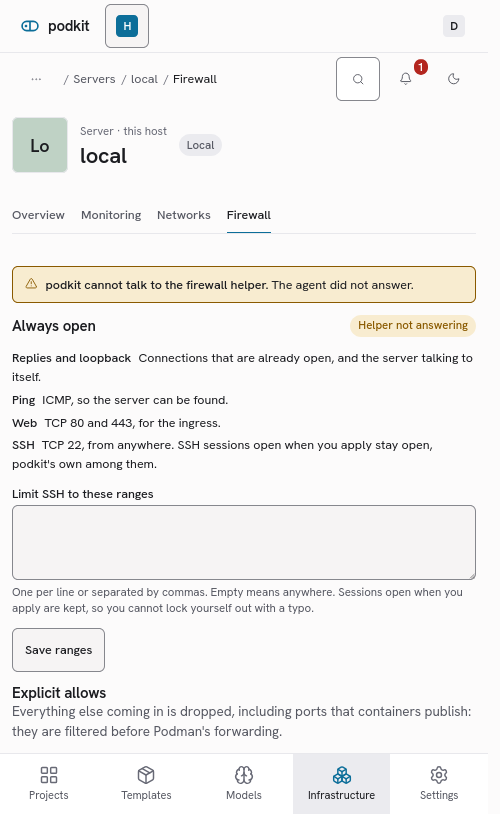 podkit
H
D
... / Servers / local / Firewall
1
Lo
Server · this host
local
Local
Overview Monitoring Networks Firewall
podkit cannot talk to the firewall helper. The agent did not answer.
Always open
Helper not answering
Replies and loopback Connections that are already open, and the server talking to
itself.
Ping ICMP, so the server can be found.
Web TCP 80 and 443, for the ingress.
SSH TCP 22, from anywhere. SSH sessions open when you apply stay open,
podkit's own among them.
Limit SSH to these ranges
One per line or separated by commas. Empty means anywhere. Sessions open when you
apply are kept, so you cannot lock yourself out with a typo.
Save ranges
Explicit allows
Everything else coming in is dropped, including ports that containers publish:
they are filtered before Podman's forwarding.
Projects Templates Models Infrastructure Settings